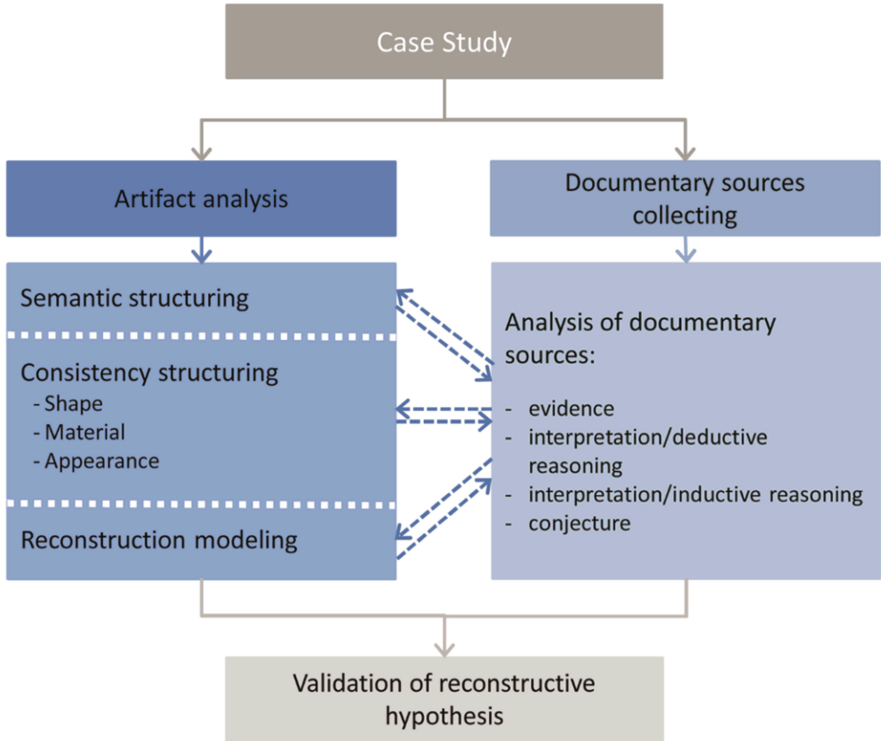 Case Study
Artifact analysis
Documentary sources
collecting
Semantic structuring
Consistency structuring
- Shape
- Material
- Appearance
Reconstruction modeling
Analysis of documentary
sources:
- evidence
- interpretation/deductive
reasoning
- interpretation/inductive reasoning
- conjecture
Validation of reconstructive
hypothesis